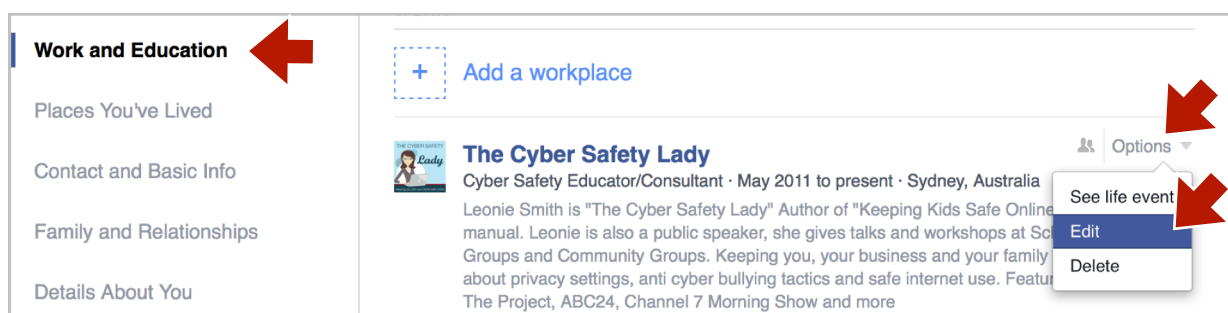 Work and Education
Places You've Lived
Contact and Basic Info
Family and Relationships
Details About You
+ Add a workplace
THE CYBER SAFETY
Lady
The Cyber Safety Lady
Options
Cyber Safety Educator/Consultant · May 2011 to present · Sydney, Australia
Leonie Smith is "The Cyber Safety Lady" Author of "Keeping Kids Safe Online
manual. Leonie is also a public speaker, she gives talks and workshops at
Groups and Community Groups. Keeping you, your business and your family
about privacy settings, anti cyber bullying tactics and safe internet use.
The Project, ABC24, Channel 7 Morning Show and more
See life event
Edit
Delete